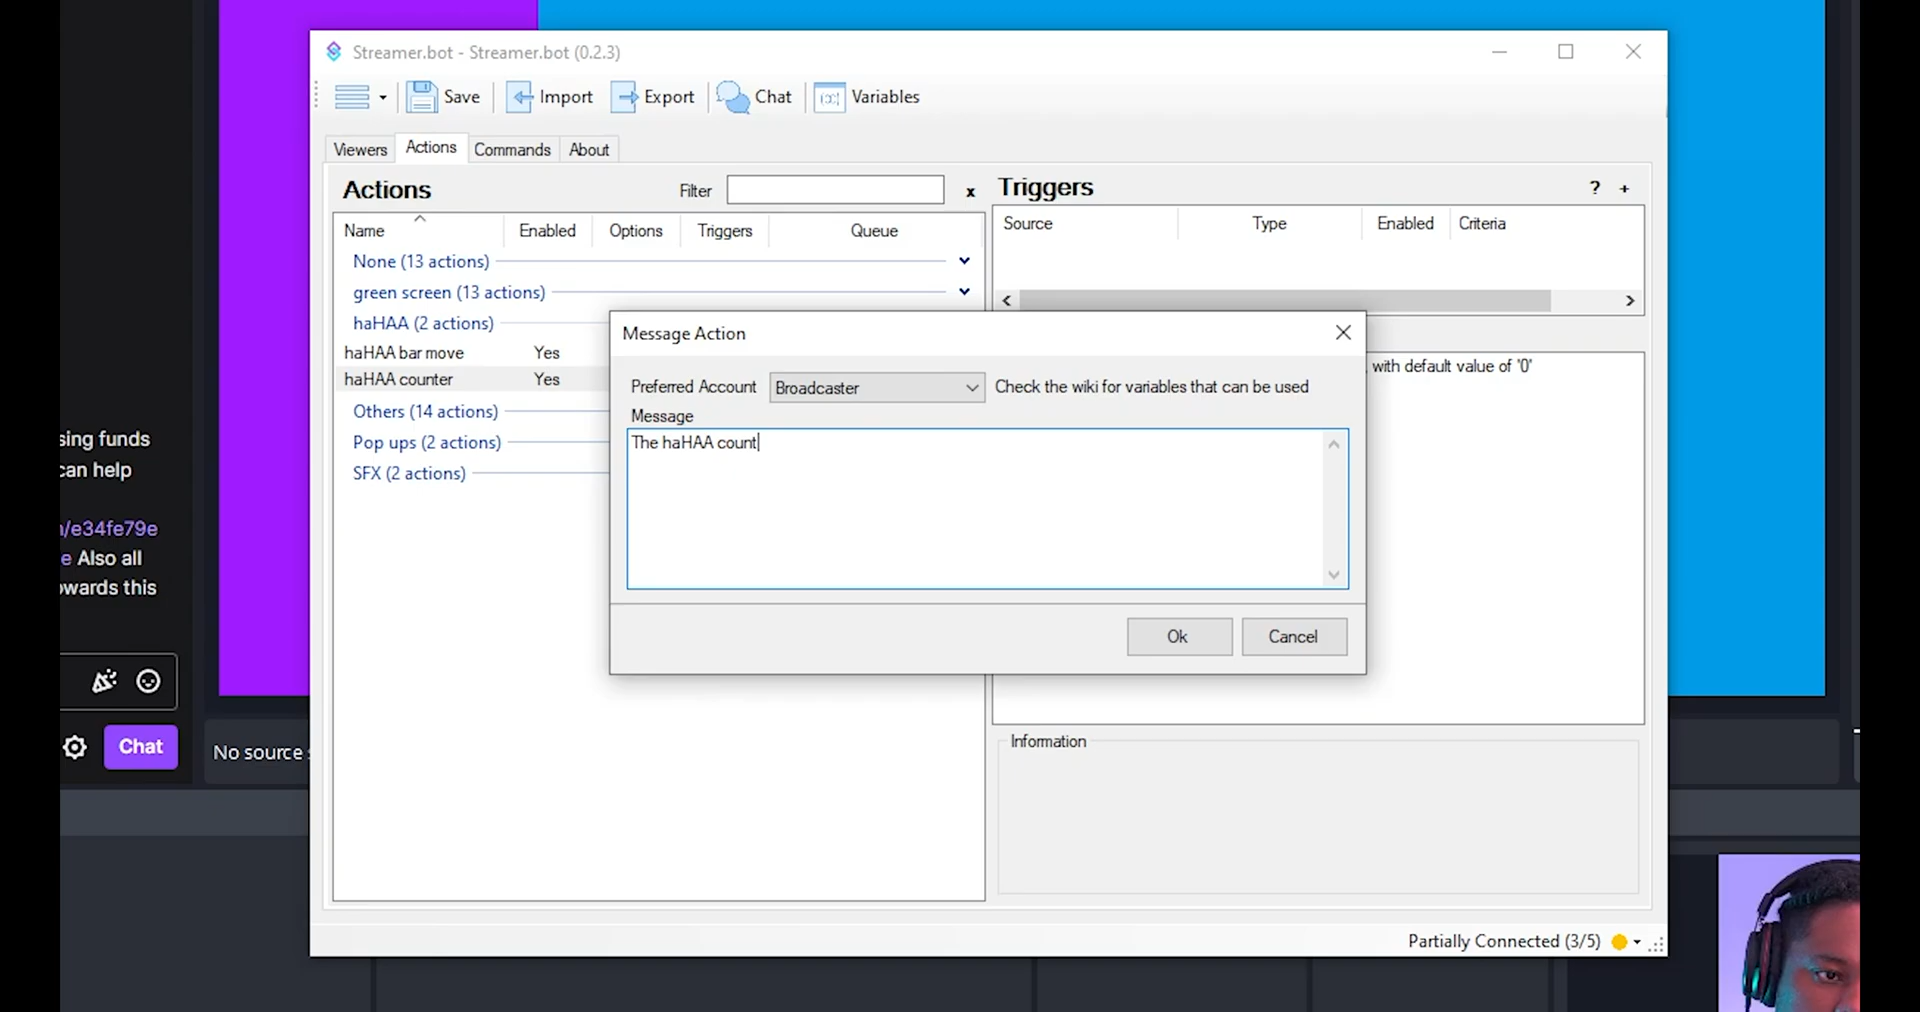 Streamer.bot - Streamer.bot (0.2.3)
Save
Import
Export
Chat
Variables
Viewers
Actions
Commands
About
Actions
Filter
x
Triggers
?
+
Name
Enabled
Options
Triggers
Queue
Source
Type
Enabled
Criteria
None (13 actions)
green screen (13 actions)
haHAA (2 actions)
haHAA bar move
Yes
haHAA counter
Yes
Others (14 actions)
Pop ups (2 actions)
SFX (2 actions)
Message Action
Preferred Account
Broadcaster
Check the wiki for variables that can be used
Message
The haHAA count
Ok
Cancel
with default value of '0'
Information
Partially Connected (3/5)
sing funds
can help
/e34fe79e
e Also all
owards this
Chat
No source